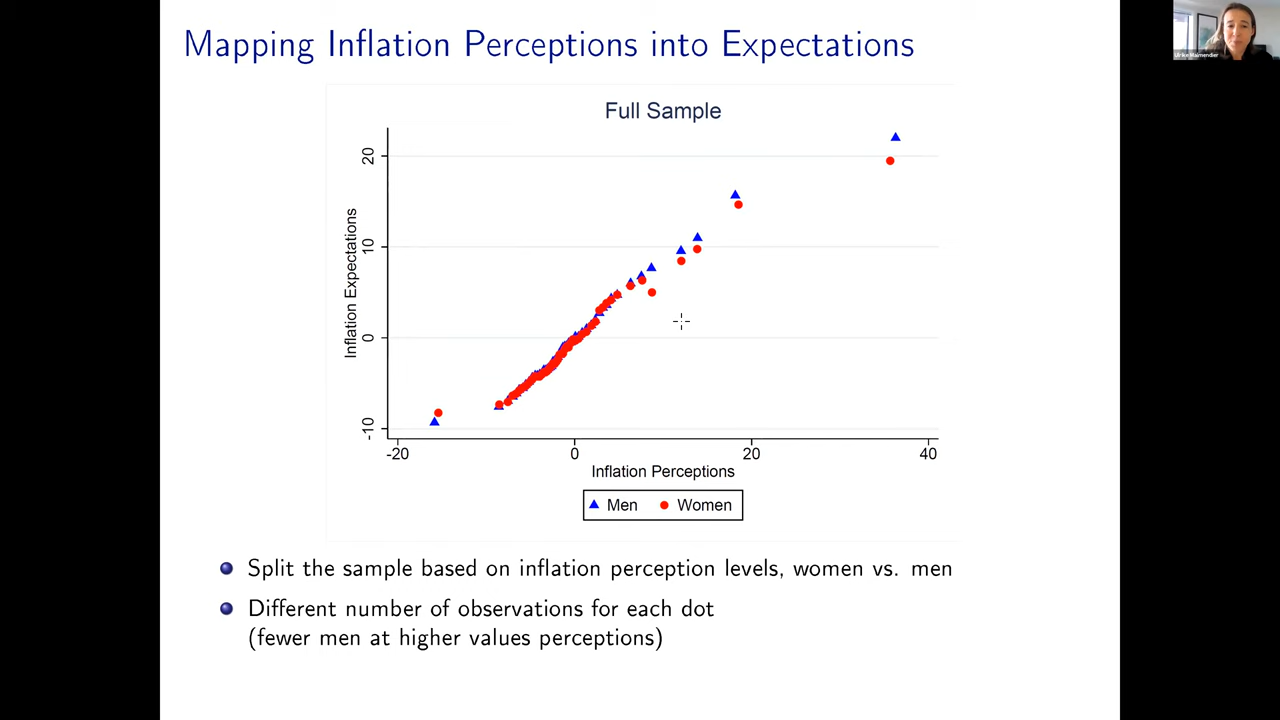 Mapping Inflation Perceptions into Expectations
Ulrike Malmendier
Full Sample
Inflation Expectations
20
10
0
-10
-20
0
20
40
Inflation Perceptions
Men
Women
Split the sample based on inflation perception levels, women vs. men
Different number of observations for each dot
(fewer men at higher values perceptions)